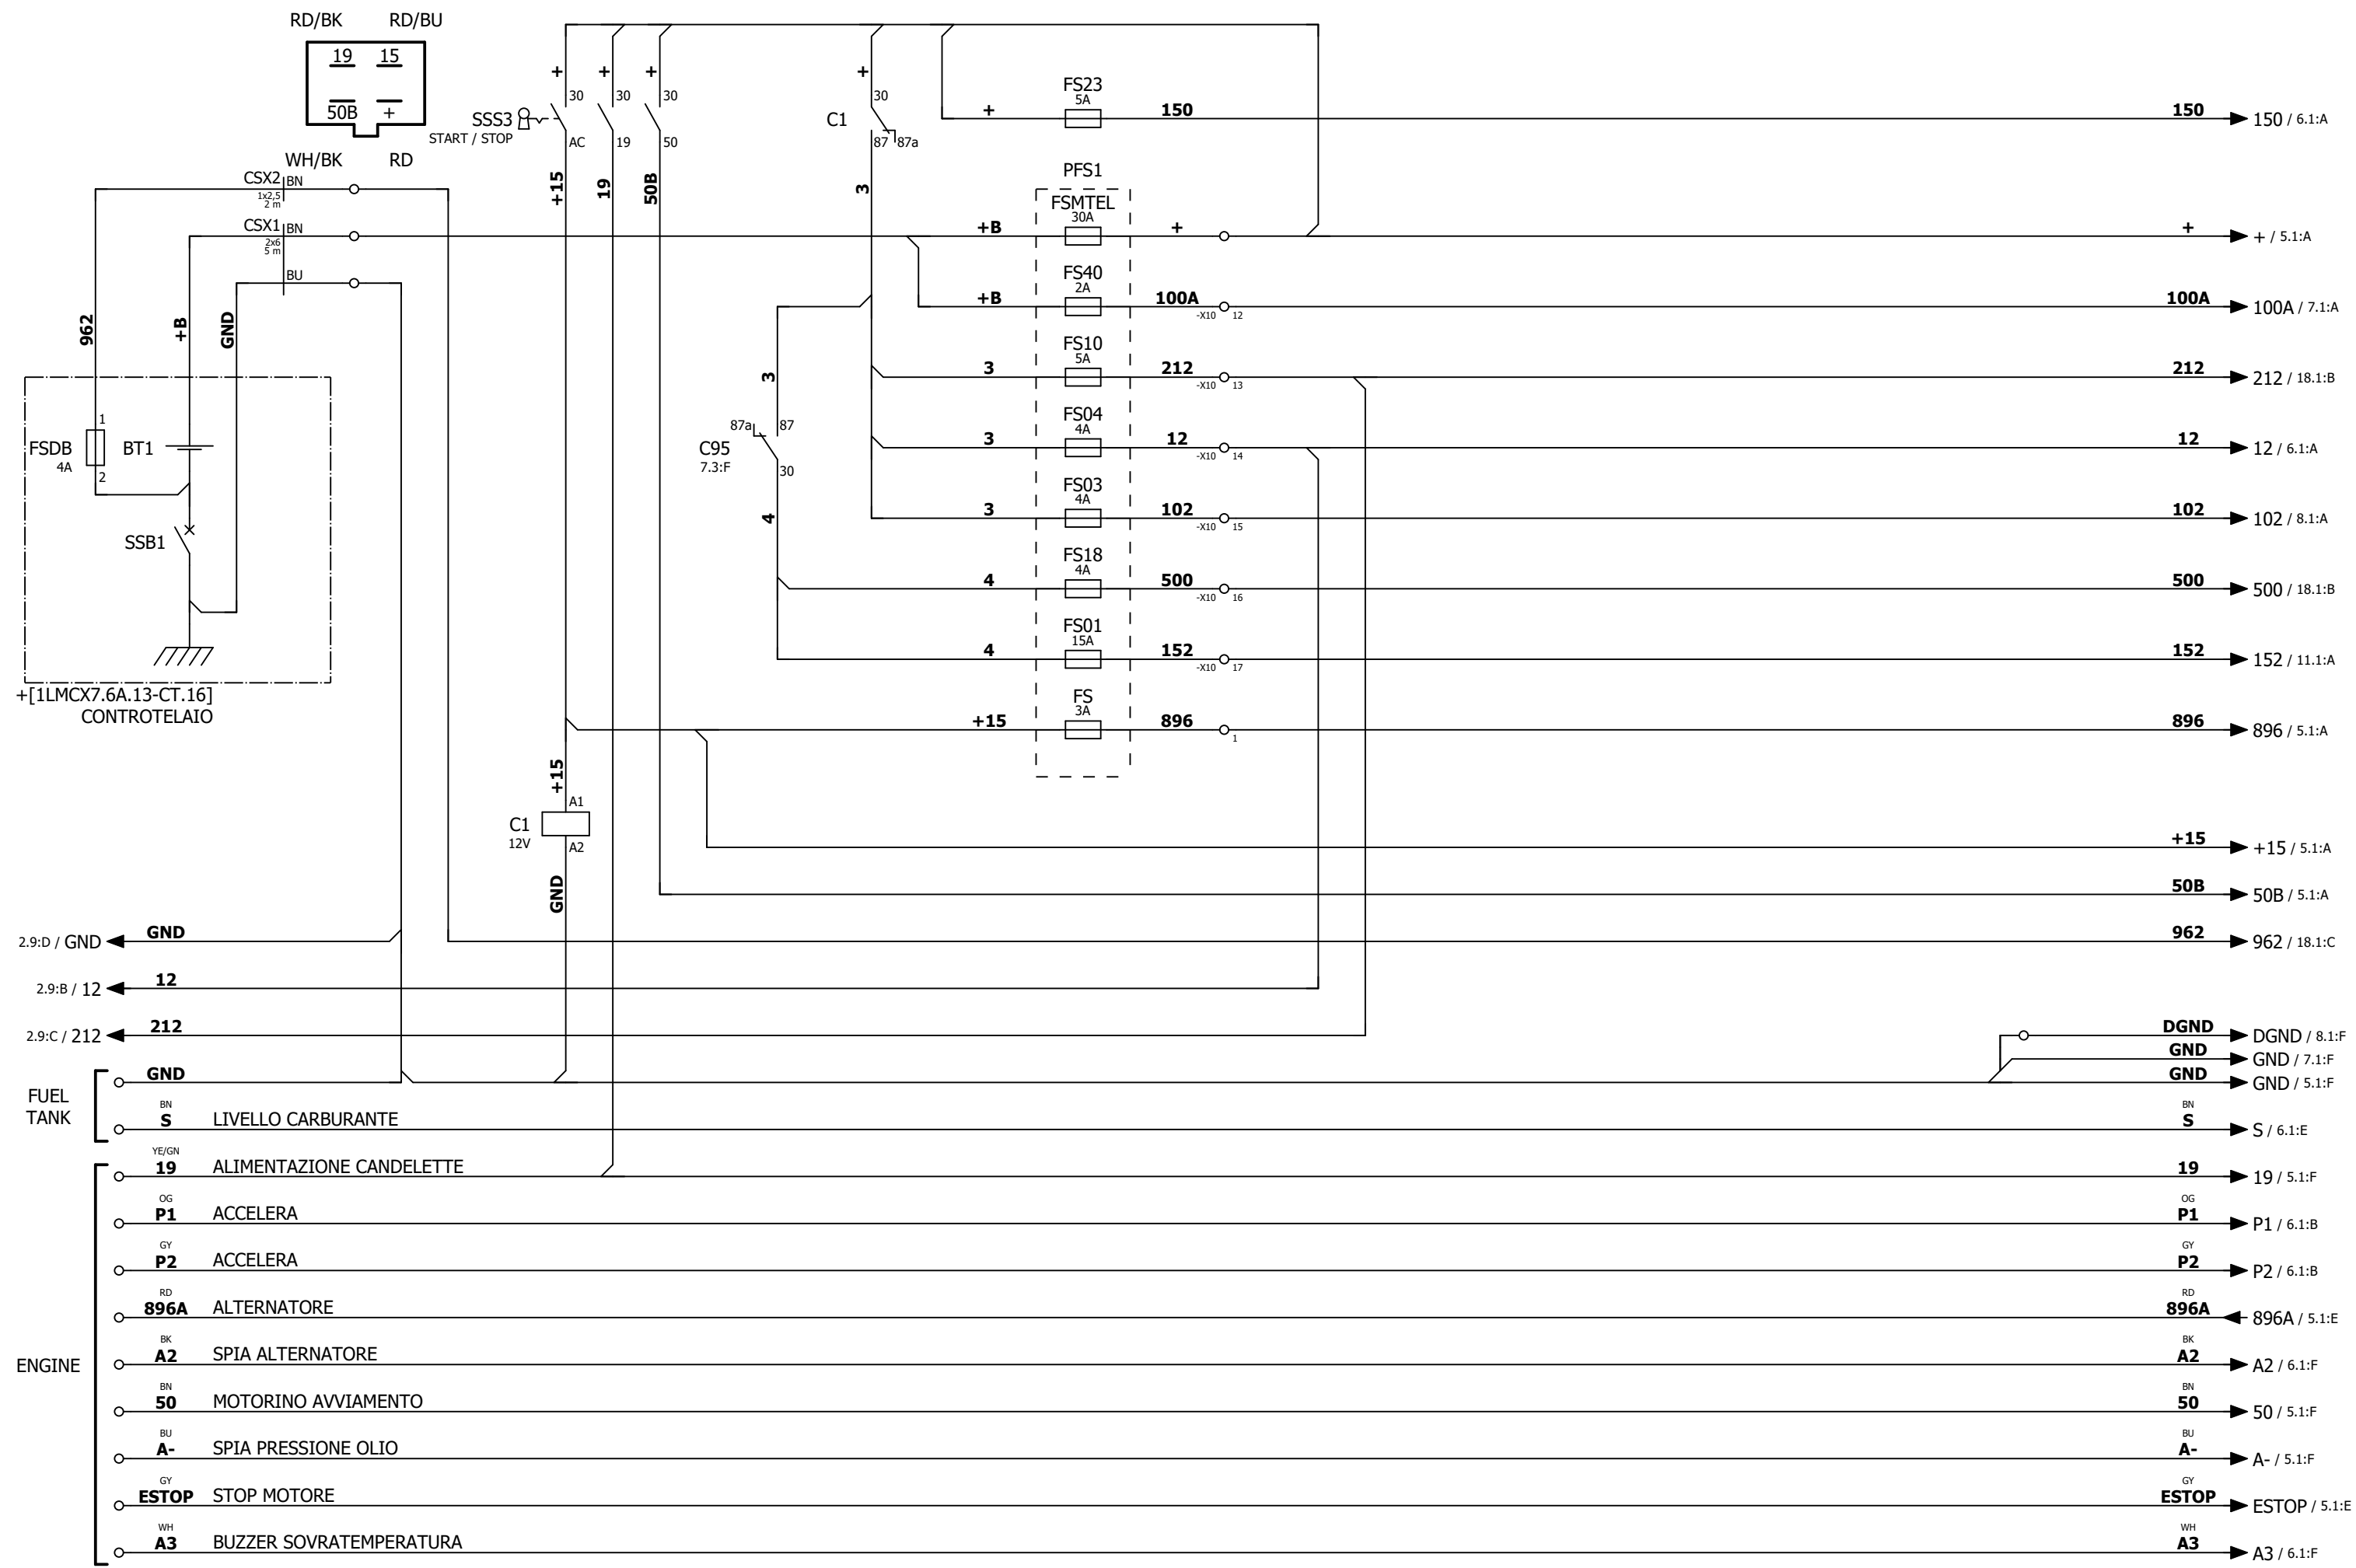 RD/BK RD/BU
19 15
50B +
WH/BK RD
SSS3
START / STOP
+ 30 AC +15
+ 30 19 19
+ 30 50 50B
C1
+ 30 87 87a 3
FS23
5A
+ 150 150 150 / 6.1:A
PFS1
CSX2 BN
1x2,5
2 m
CSX1 BN
2x6
5 m
BU
962 +B GND
FSMTEL
30A
+B + + + / 5.1:A
FS40
2A
+B 100A -X10 12 100A 100A / 7.1:A
FS10
5A
3 212 -X10 13 212 212 / 18.1:B
FS04
4A
3 12 -X10 14 12 12 / 6.1:A
FS03
4A
3 102 -X10 15 102 102 / 8.1:A
FS18
4A
4 500 -X10 16 500 500 / 18.1:B
FS01
15A
4 152 -X10 17 152 152 / 11.1:A
FS
3A
+15 896 1 896 896 / 5.1:A
3
87a 87
C95
7.3:F
30
4
FSDB
4A
1
2
BT1
SSB1
+[1LMCX7.6A.13-CT.16]
CONTROTELAIO
+15
A1
C1
12V
A2
GND
+15 +15 / 5.1:A
50B 50B / 5.1:A
2.9:D / GND GND 962 962 / 18.1:C
2.9:B / 12 12
2.9:C / 212 212 DGND DGND / 8.1:F
GND GND / 7.1:F
FUEL
TANK
GND GND GND / 5.1:F
BN BN
S LIVELLO CARBURANTE S S / 6.1:E
ENGINE
YE/GN
19 ALIMENTAZIONE CANDELETTE 19 19 / 5.1:F
OG OG
P1 ACCELERA P1 P1 / 6.1:B
GY GY
P2 ACCELERA P2 P2 / 6.1:B
RD RD
896A ALTERNATORE 896A 896A / 5.1:E
BK BK
A2 SPIA ALTERNATORE A2 A2 / 6.1:F
BN BN
50 MOTORINO AVVIAMENTO 50 50 / 5.1:F
BU BU
A- SPIA PRESSIONE OLIO A- A- / 5.1:F
GY GY
ESTOP STOP MOTORE ESTOP ESTOP / 5.1:E
WH WH
A3 BUZZER SOVRATEMPERATURA A3 A3 / 6.1:F